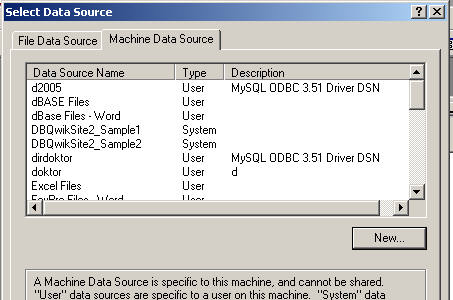 Select Data Source
File Data Source Machine Data Source
Data Source Name Type Description
d2005 User MySQL ODBC 3.51 Driver DSN
dBASE Files User
dBase Files - Word User
DBQwikSite2_Sample1 System
DBQwikSite2_Sample2 System
dirdoktor User MySQL ODBC 3.51 Driver DSN
doktor User d
Excel Files User
FoxPro Files - Word User
New...
A Machine Data Source is specific to this machine, and cannot be shared.
"User" data sources are specific to a user on this machine. "System" data